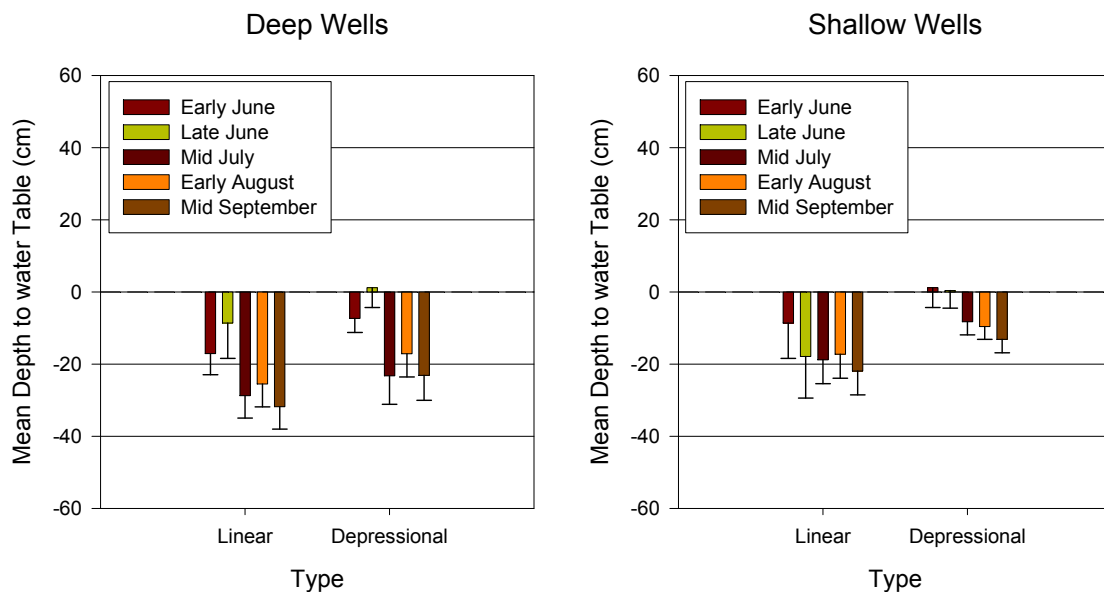 Deep Wells
Mean Depth to water Table (cm)
60
40
20
0
-20
-40
-60
Early June
Late June
Mid July
Early August
Mid September
Linear
Depressional
Type
Shallow Wells
Mean Depth to water Table (cm)
60
40
20
0
-20
-40
-60
Early June
Late June
Mid July
Early August
Mid September
Linear
Depressional
Type